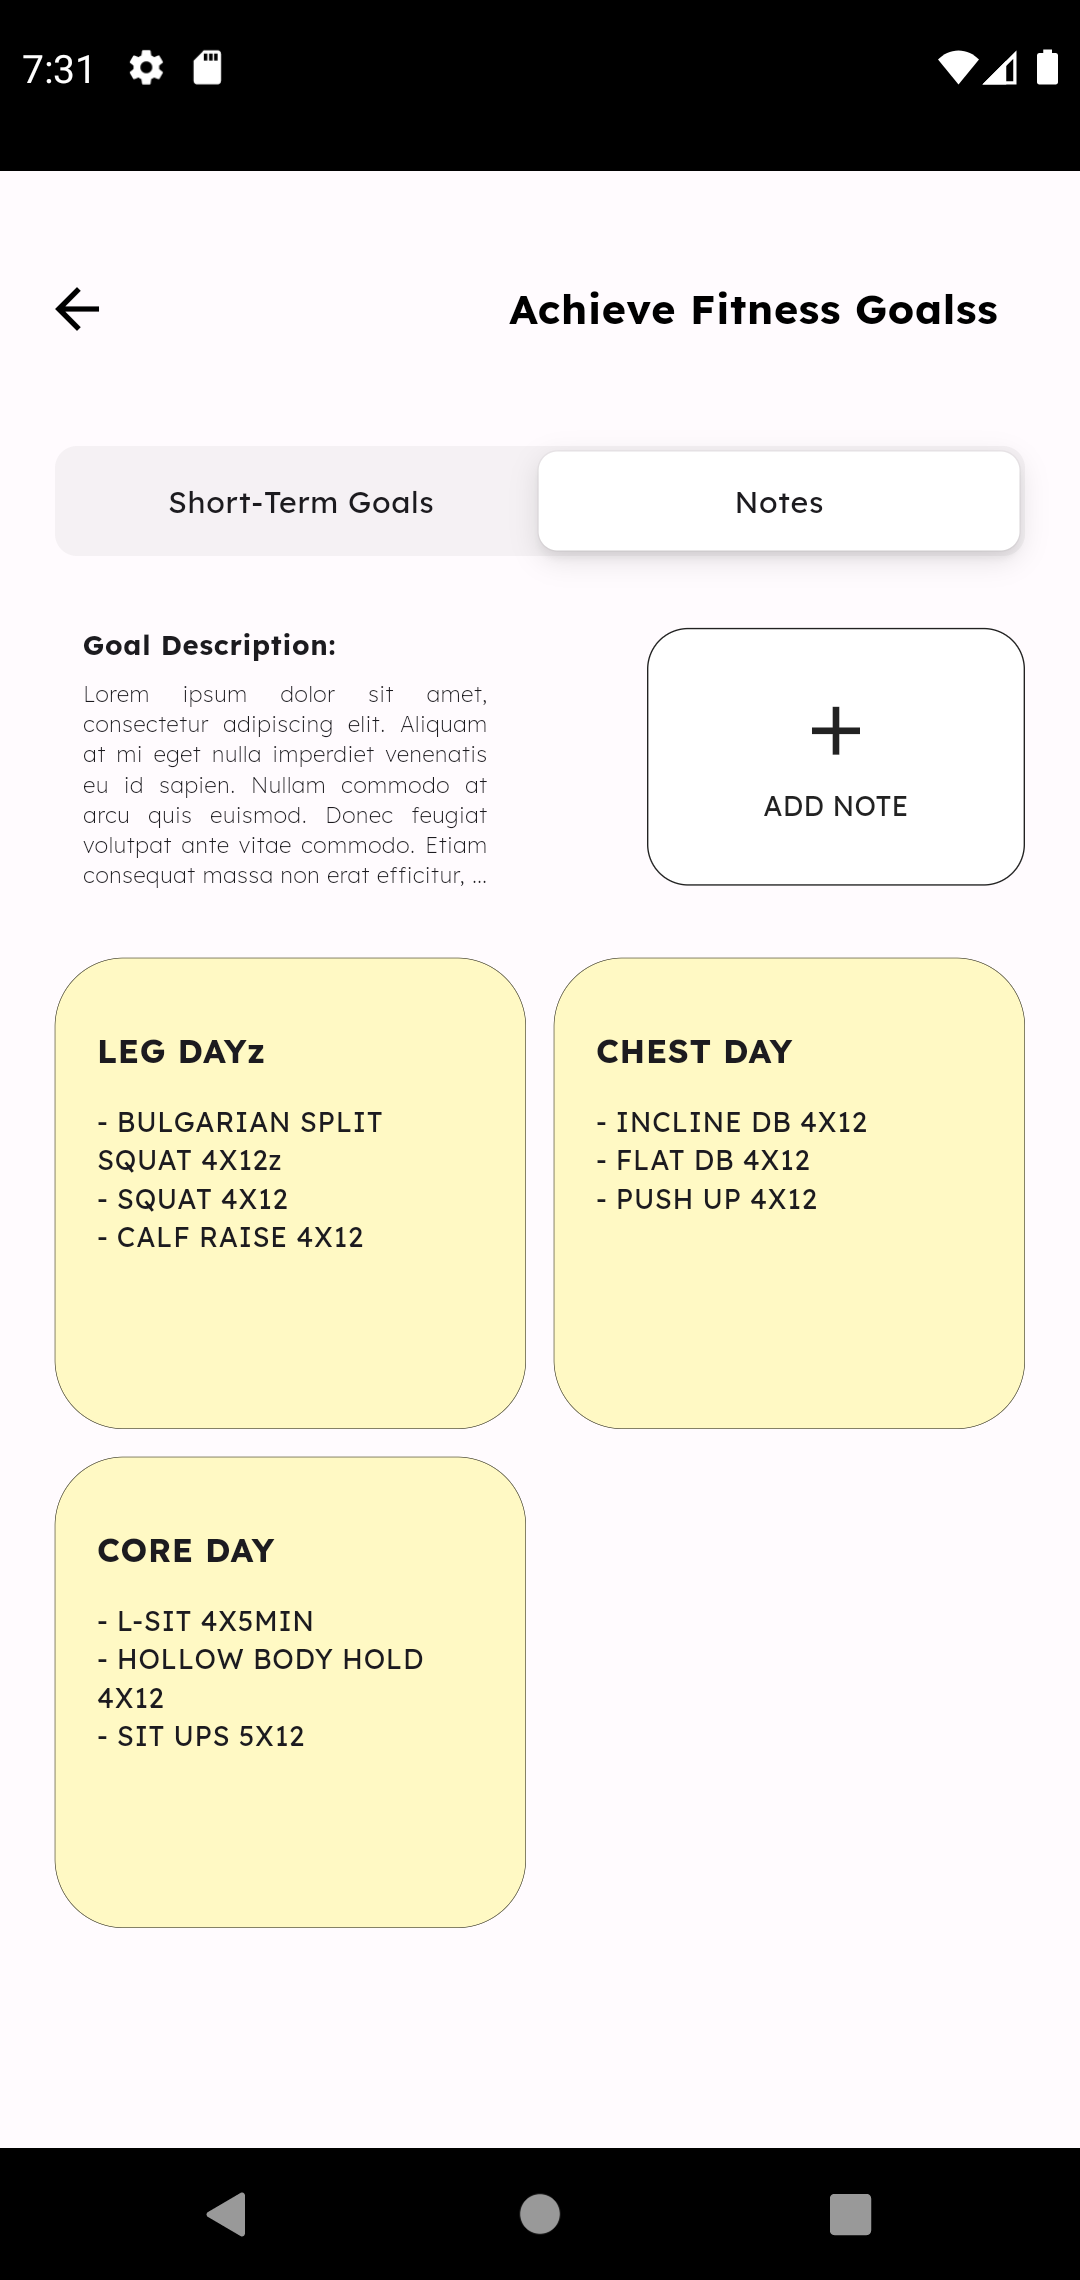 7:31
Achieve Fitness Goalss
Short-Term Goals
Notes
Goal Description:
Lorem ipsum dolor sit amet,
consectetur adipiscing elit. Aliquam
at mi eget nulla imperdiet venenatis
eu id sapien. Nullam commodo at
arcu quis euismod. Donec feugiat
volutpat ante vitae commodo. Etiam
consequat massa non erat efficitur, ...
ADD NOTE
LEG DAYz
- BULGARIAN SPLIT
SQUAT 4X12z
- SQUAT 4X12
- CALF RAISE 4X12
CHEST DAY
- INCLINE DB 4X12
- FLAT DB 4X12
- PUSH UP 4X12
CORE DAY
- L-SIT 4X5MIN
- HOLLOW BODY HOLD
4X12
- SIT UPS 5X12